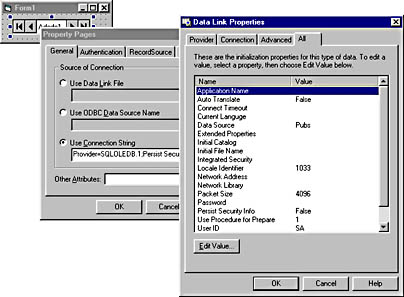 Form1
Adodc1
Property Pages
General
Authentication
RecordSource
Source of Connection
Use Data Link File
Use ODBC Data Source Name
Use Connection String
Provider=SQLOLEDB.1;Persist Secu
Other Attributes:
OK
Cancel
Data Link Properties
Provider
Connection
Advanced
All
These are the initialization properties for this type of data. To edit a
value, select a property, then choose Edit Value below.
Name Value
Application Name
Auto Translate False
Connect Timeout
Current Language
Data Source Pubs
Extended Properties
Initial Catalog
Initial File Name
Integrated Security
Locale Identifier 1033
Network Address
Network Library
Packet Size 4096
Password
Persist Security Info False
Use Procedure for Prepare 1
User ID SA
Edit Value...
OK
Cancel
Help